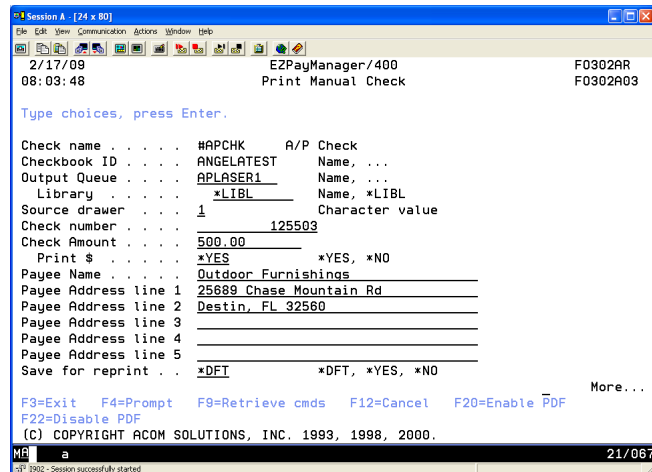 Session A - [24 x 80]
File Edit View Communication Actions Window Help
2/17/09 EZPayManager/400 FO302AR
08:03:48 Print Manual Check FO302A03
Type choices, press Enter.
Check name . . . . . #APCHK A/P Check
Checkbook ID . . . . ANGELATEST Name, ...
Output Queue . . . . APLASER1 Name, ...
Library . . . . . *LIBL Name, *LIBL
Source drawer . . . 1 Character value
Check number . . . . 125503
Check Amount . . . . 500.00
Print $ . . . . . *YES *YES, *NO
Payee Name . . . . . Outdoor Furnishings
Payee Address line 1 25689 Chase Mountain Rd
Payee Address line 2 Destin, FL 32560
Payee Address line 3
Payee Address line 4
Payee Address line 5
Save for reprint . . *DFT *DFT, *YES, *NO
More...
F3=Exit F4=Prompt F9=Retrieve cmds F12=Cancel F20=Enable PDF
F22=Disable PDF
(C) COPYRIGHT ACOM SOLUTIONS, INC. 1993, 1998, 2000.
MA a 21/067
I902 - Session successfully started